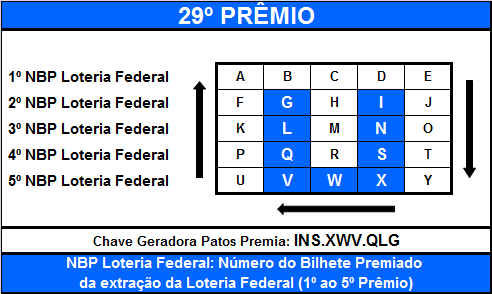 29º PRÊMIO
1º NBP Loteria Federal A B C D E
2º NBP Loteria Federal F G H I J
3º NBP Loteria Federal K L M N O
4º NBP Loteria Federal P Q R S T
5º NBP Loteria Federal U V W X Y
Chave Geradora Patos Premia: INS.XWV.QLG
NBP Loteria Federal: Número do Bilhete Premiado
da extração da Loteria Federal (1º ao 5º Prêmio)